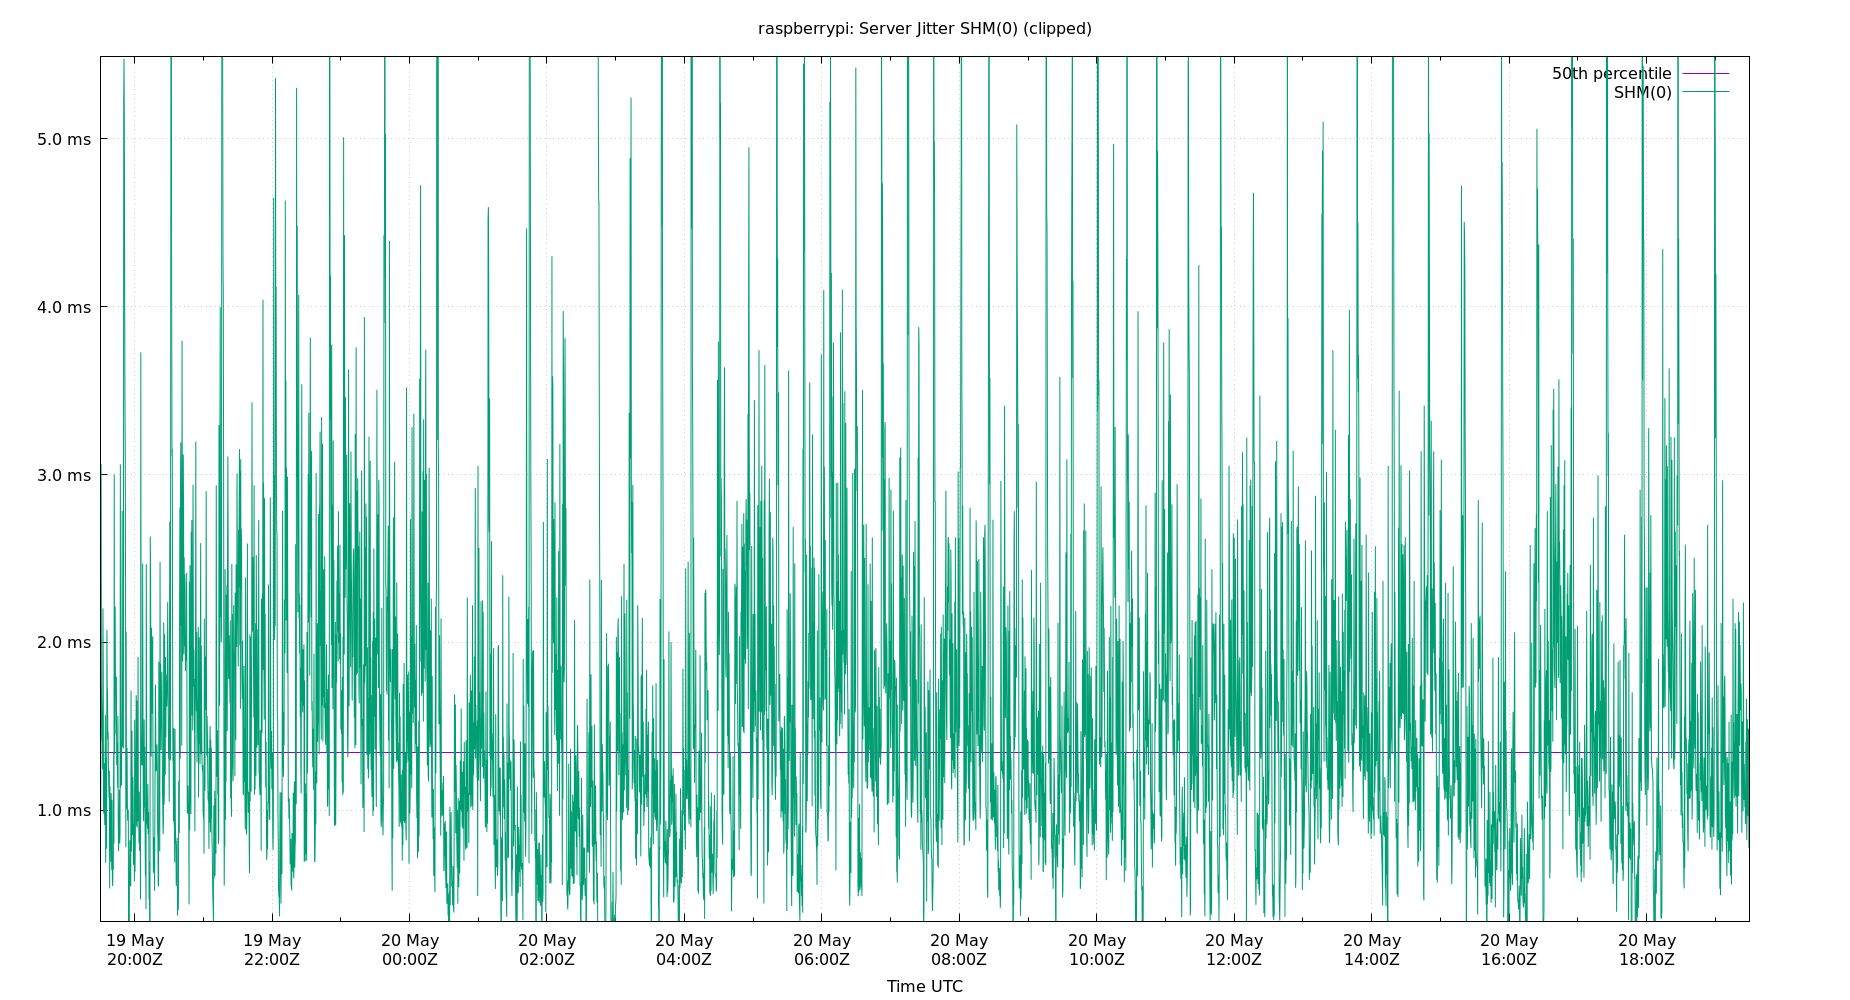 raspberrypi: Server Jitter SHM(0) (clipped)
50th percentile
SHM(0)
5.0 ms
4.0 ms
3.0 ms
2.0 ms
1.0 ms
19 May 19 May 20 May 20 May 20 May 20 May 20 May 20 May 20 May 20 May 20 May 20 May
20:00Z 22:00Z 00:00Z 02:00Z 04:00Z 06:00Z 08:00Z 10:00Z 12:00Z 14:00Z 16:00Z 18:00Z
Time UTC